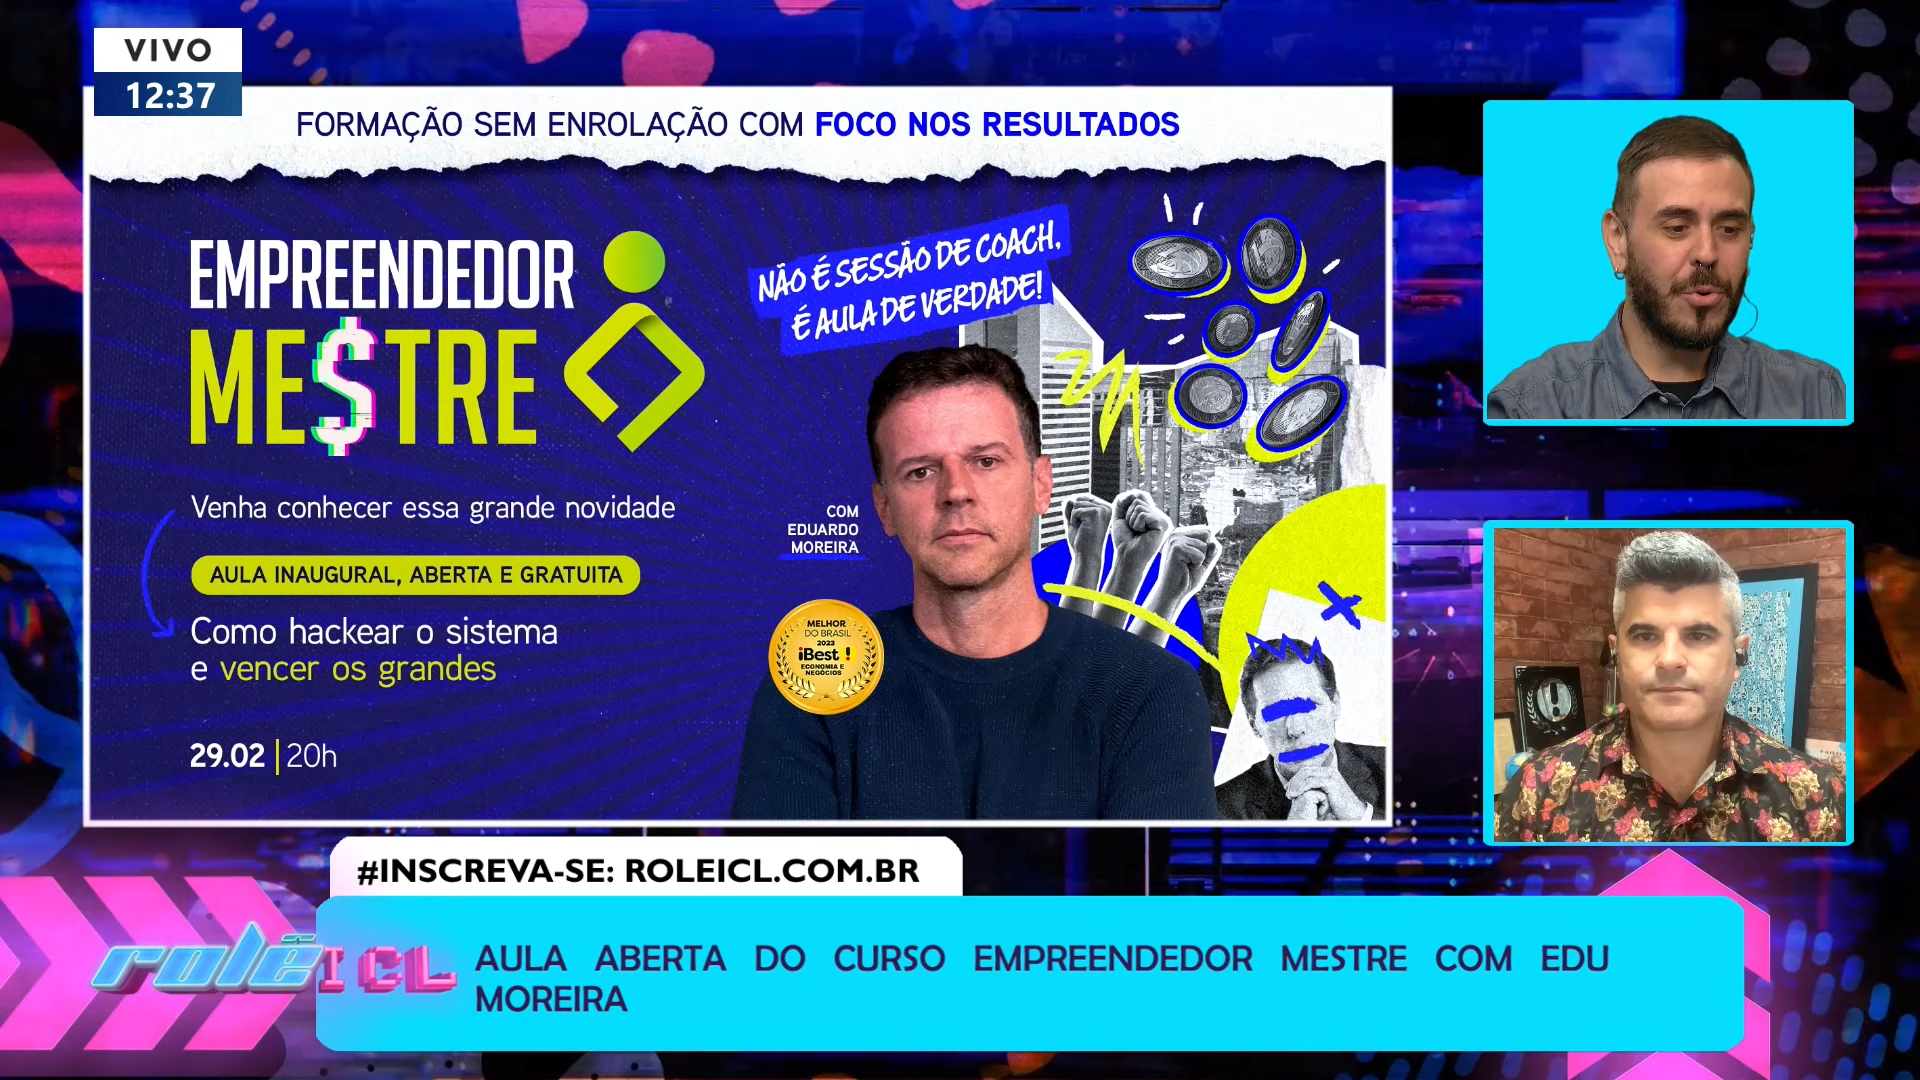 VIVO
12:37
FORMAÇÃO SEM ENROLAÇÃO COM FOCO NOS RESULTADOS
EMPREENDEDOR
ME$TRE
NÃO É SESSÃO DE COACH,
É AULA DE VERDADE!
Venha conhecer essa grande novidade
AULA INAUGURAL, ABERTA E GRATUITA
Como hackear o sistema
e vencer os grandes
29.02 | 20h
COM
EDUARDO
MOREIRA
MELHOR
DO BRASIL
2023
iBest !
ECONOMIA E
NEGÓCIOS
#INSCREVA-SE: ROLEICL.COM.BR
rolê ICL
AULA ABERTA DO CURSO EMPREENDEDOR MESTRE COM EDU
MOREIRA